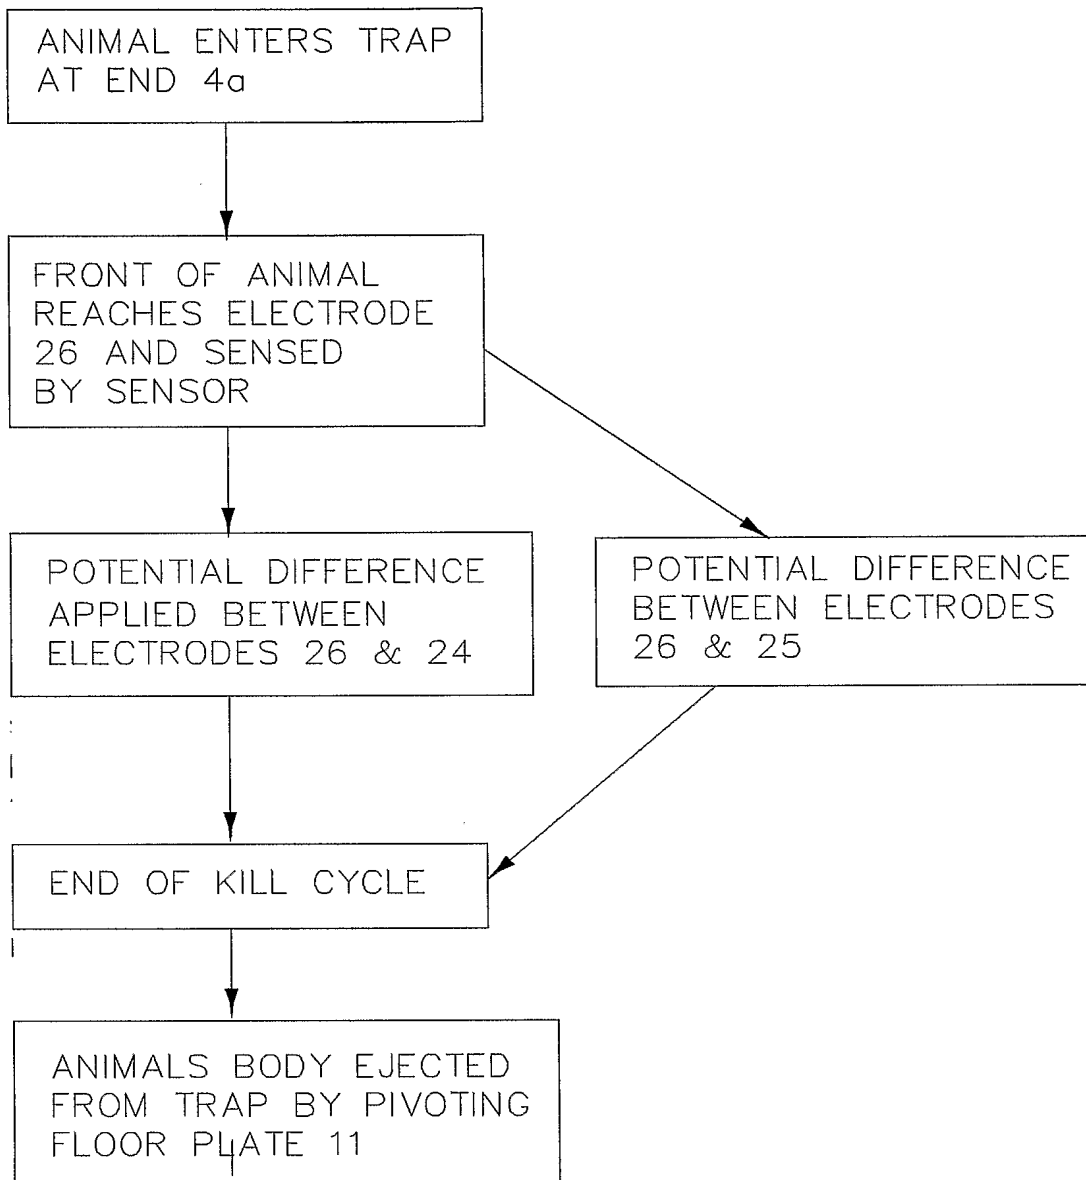 ANIMAL ENTERS TRAP
AT END 4a
FRONT OF ANIMAL
REACHES ELECTRODE
26 AND SENSED
BY SENSOR
POTENTIAL DIFFERENCE
APPLIED BETWEEN
ELECTRODES 26 & 24
POTENTIAL DIFFERENCE
BETWEEN ELECTRODES
26 & 25
END OF KILL CYCLE
ANIMALS BODY EJECTED
FROM TRAP BY PIVOTING
FLOOR PLATE 11